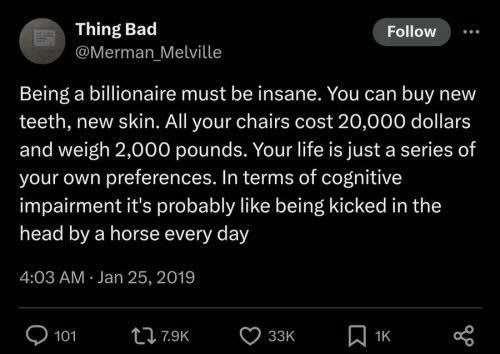 Thing Bad
Follow
@Merman_Melville
Being a billionaire must be insane. You can buy new
teeth, new skin. All your chairs cost 20,000 dollars
and weigh 2,000 pounds. Your life is just a series of
your own preferences. In terms of cognitive
impairment it's probably like being kicked in the
head by a horse every day
4:03 AM · Jan 25, 2019
101 7.9K 33K 1K